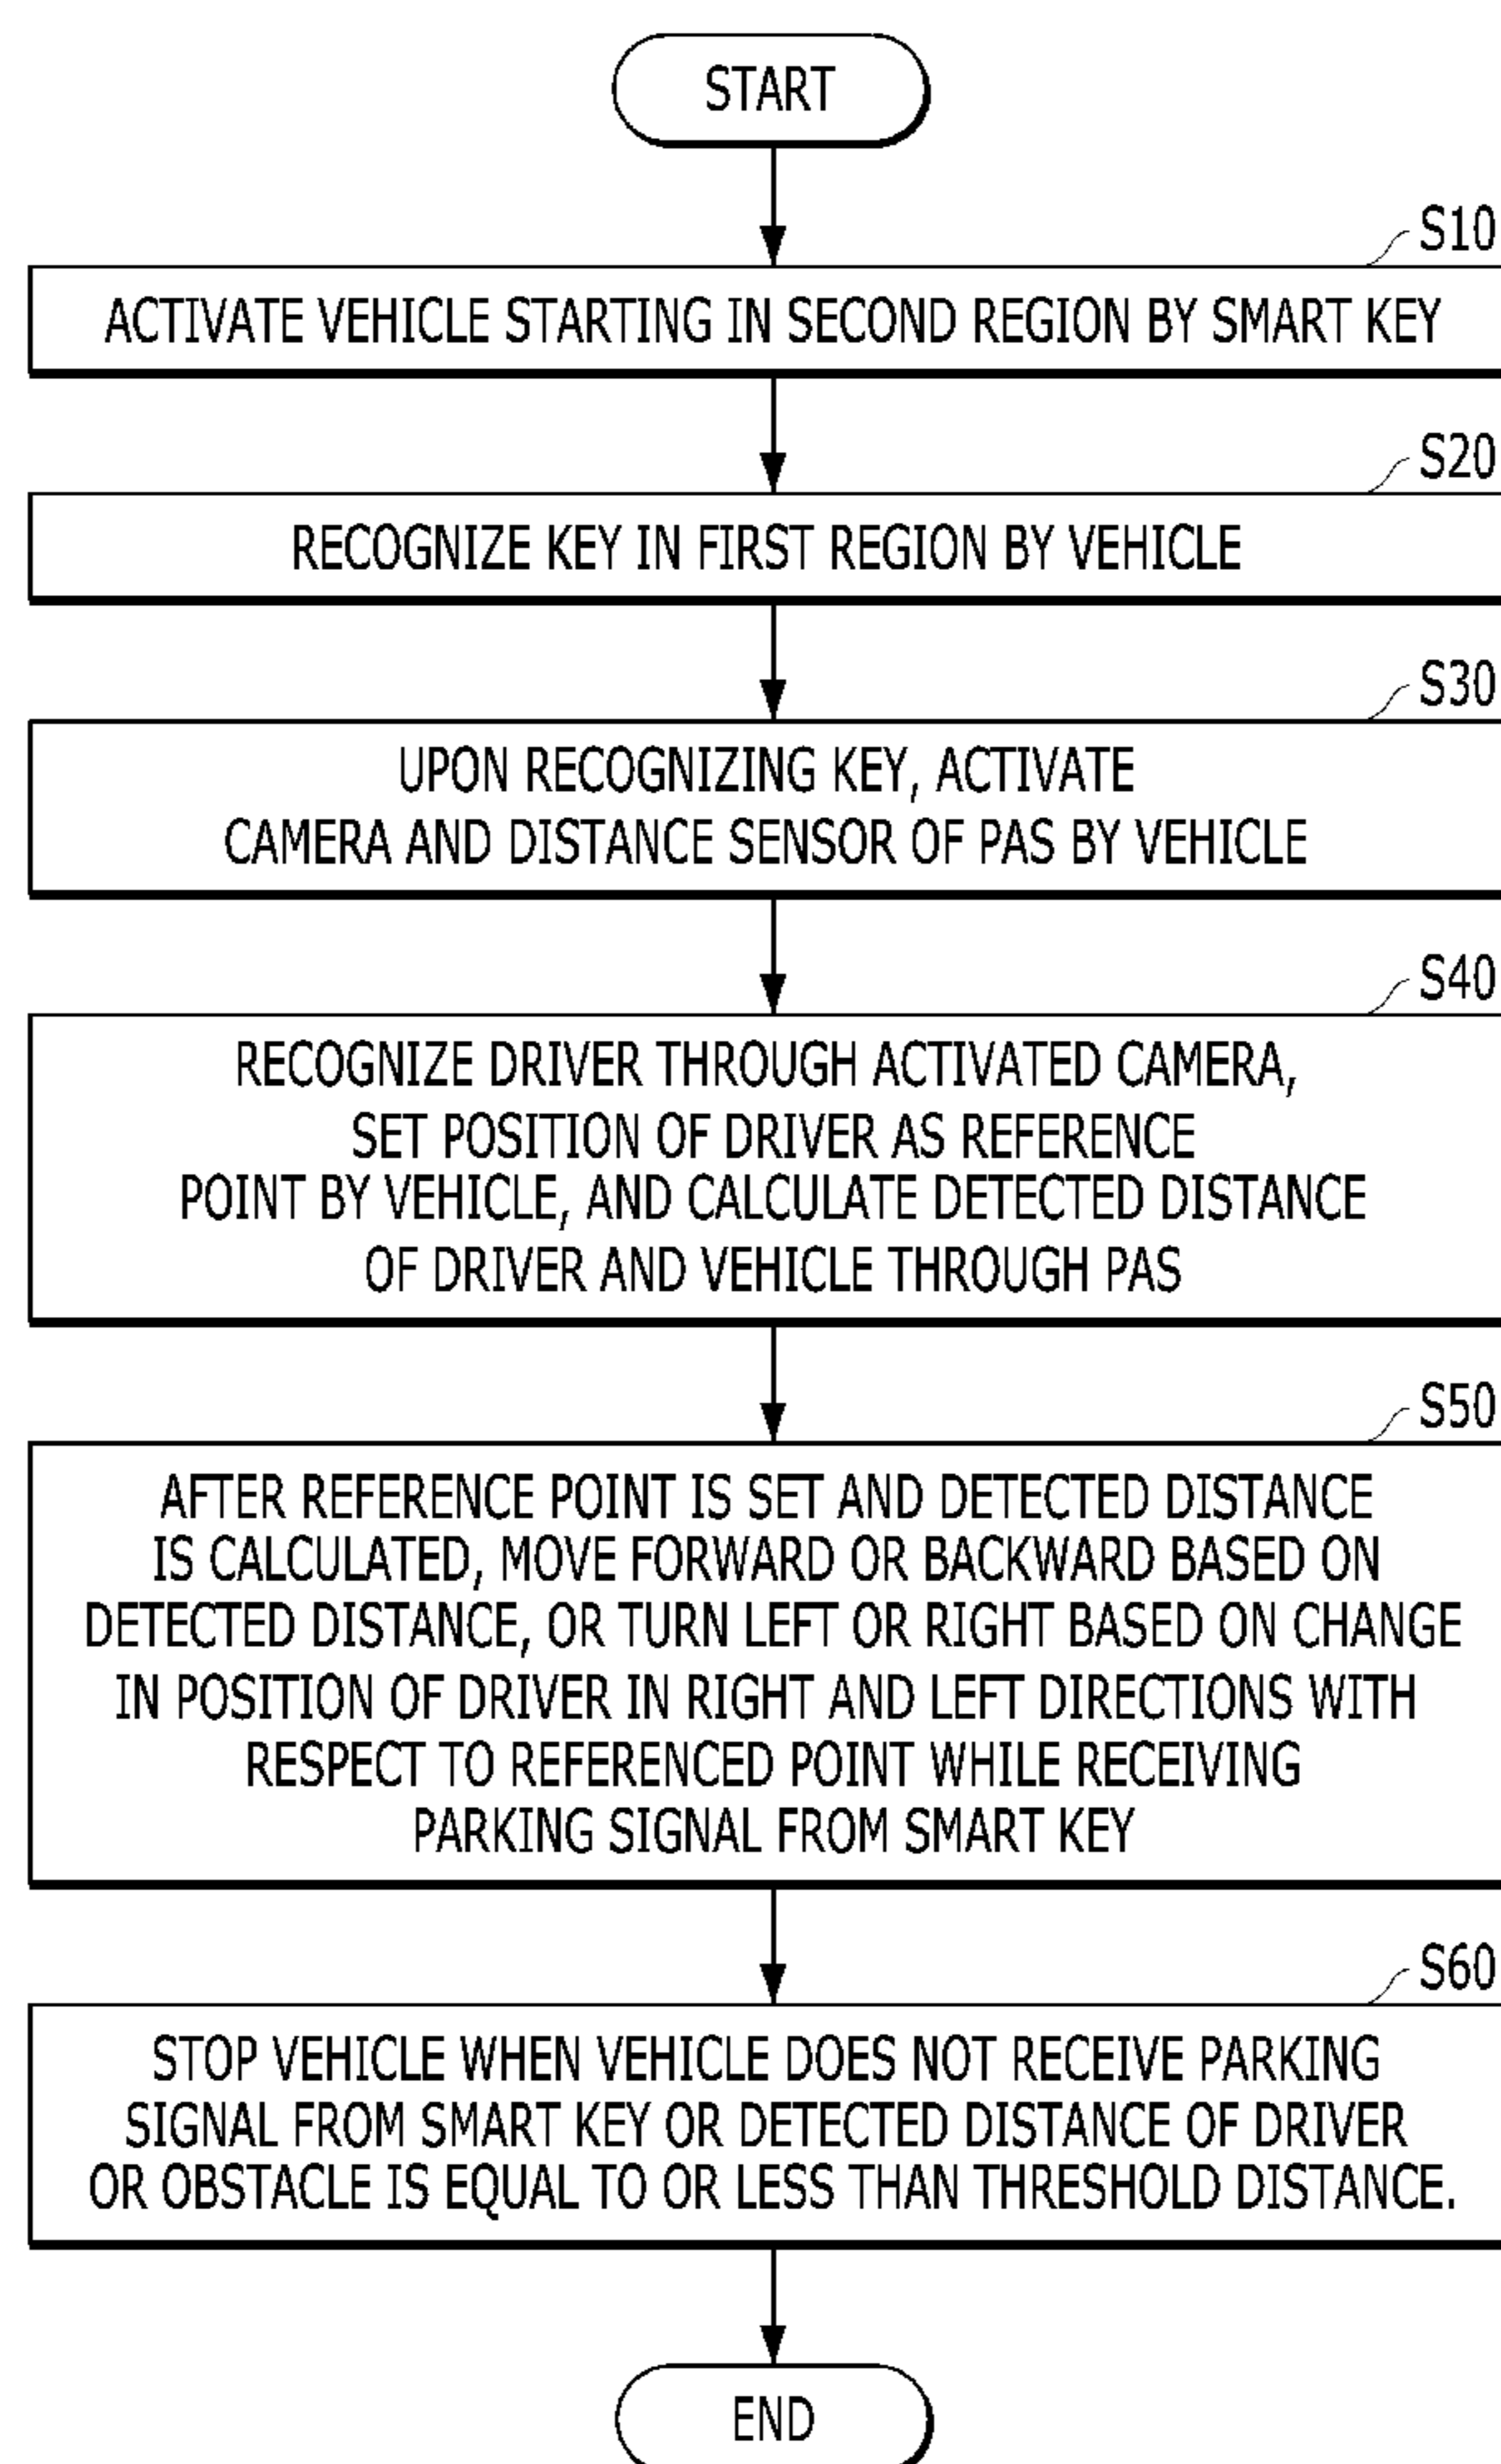 START
S10
ACTIVATE VEHICLE STARTING IN SECOND REGION BY SMART KEY
S20
RECOGNIZE KEY IN FIRST REGION BY VEHICLE
S30
UPON RECOGNIZING KEY, ACTIVATE
CAMERA AND DISTANCE SENSOR OF PAS BY VEHICLE
S40
RECOGNIZE DRIVER THROUGH ACTIVATED CAMERA,
SET POSITION OF DRIVER AS REFERENCE
POINT BY VEHICLE, AND CALCULATE DETECTED DISTANCE
OF DRIVER AND VEHICLE THROUGH PAS
S50
AFTER REFERENCE POINT IS SET AND DETECTED DISTANCE
IS CALCULATED, MOVE FORWARD OR BACKWARD BASED ON
DETECTED DISTANCE, OR TURN LEFT OR RIGHT BASED ON CHANGE
IN POSITION OF DRIVER IN RIGHT AND LEFT DIRECTIONS WITH
RESPECT TO REFERENCED POINT WHILE RECEIVING
PARKING SIGNAL FROM SMART KEY
S60
STOP VEHICLE WHEN VEHICLE DOES NOT RECEIVE PARKING
SIGNAL FROM SMART KEY OR DETECTED DISTANCE OF DRIVER
OR OBSTACLE IS EQUAL TO OR LESS THAN THRESHOLD DISTANCE.
END